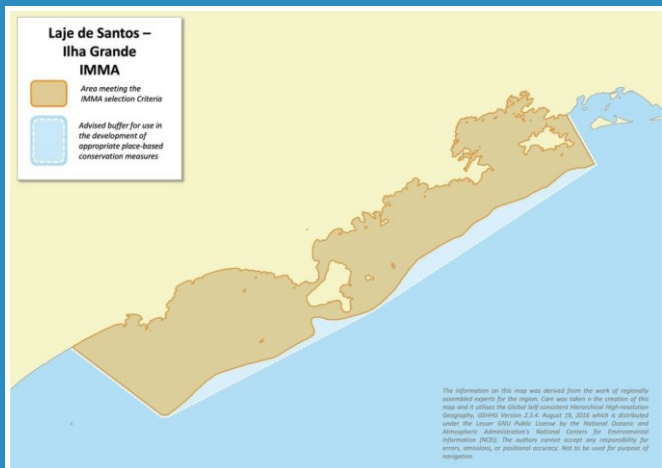 Laje de Santos –
Ilha Grande
IMMA
Area meeting the
IMMA selection Criteria
Advised buffer for use in
the development of
appropriate place-based
conservation measures
The information on this map was derived from the work of regionally
assembled experts for the region. Care was taken n the creation of this
map and it utilises the Global Self-consistent Hierarchical High-resolution
Geography, GSHHG Version 2.3.4. August 19, 2016 which is distributed
under the Lesser GNU Public License by the National Oceanic and
Atmospheric Administration's National Centers for Environmental
Information (NCEI). The authors cannot accept any responsibility for
errors, omissions, or positional accuracy. Not to be used for purpose of
navigation